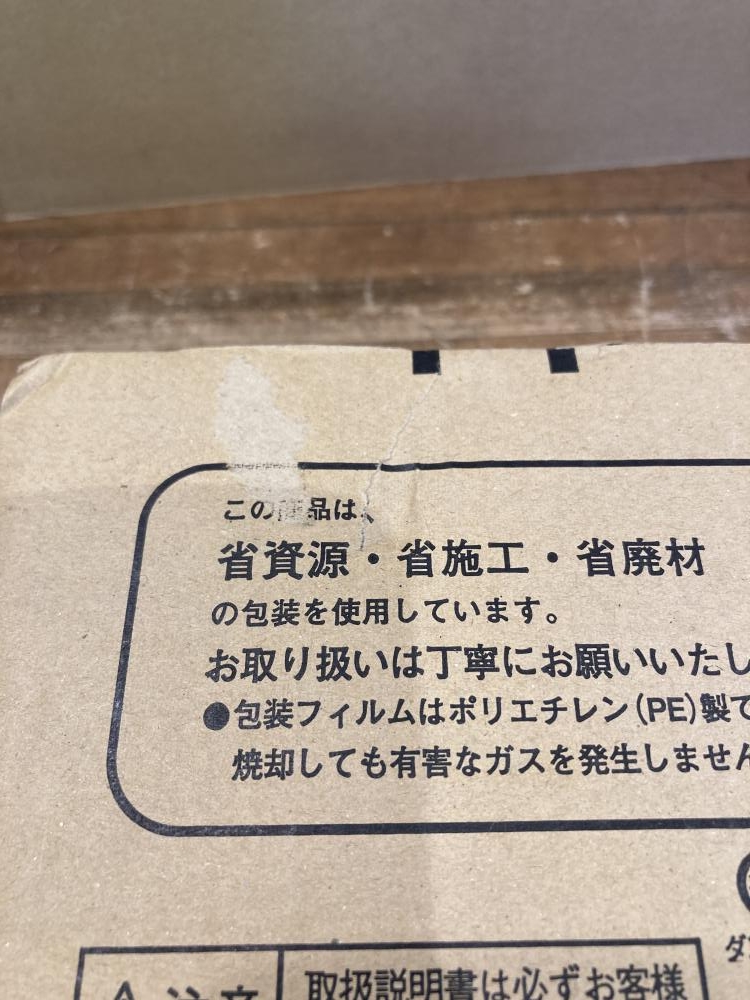 この商品は、
省資源・省施工・省廃材
の包装を使用しています。
お取り扱いは丁寧にお願いいたし
●包装フィルムはポリエチレン(PE)製で
焼却しても有害なガスを発生しません
注意
取扱説明書は必ずお客様